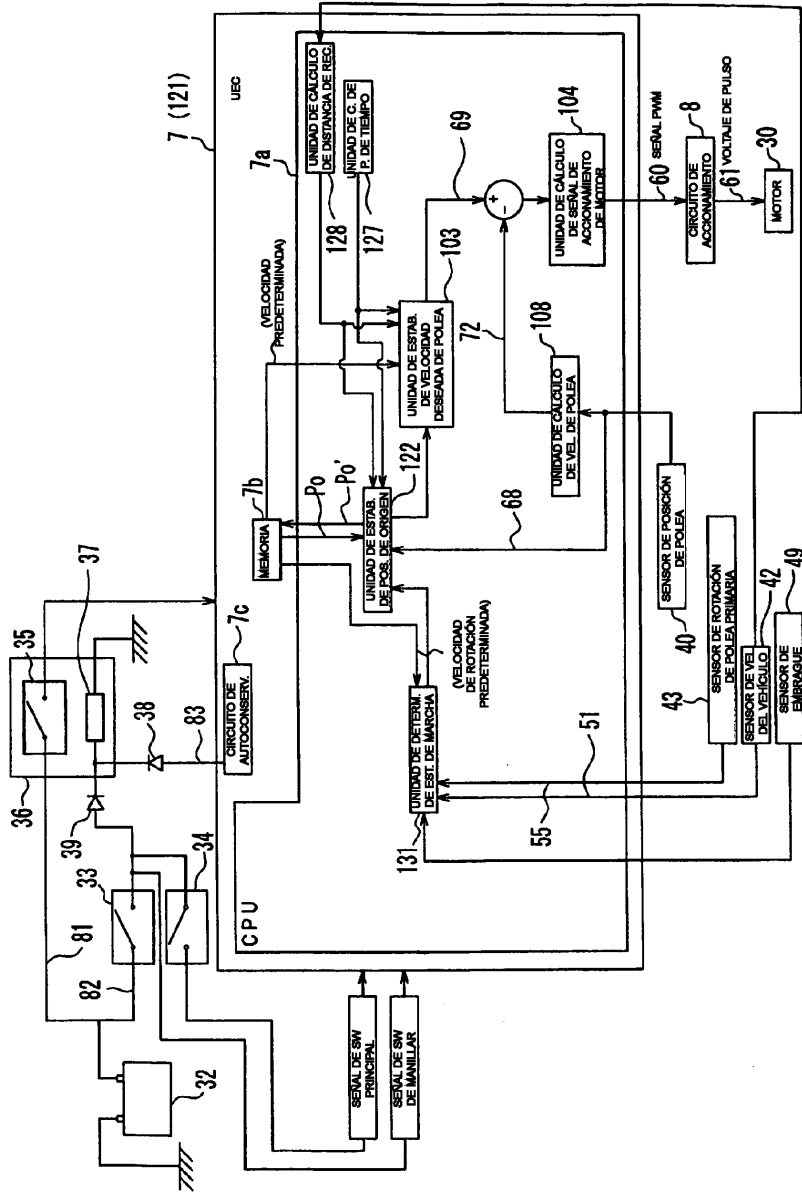 7 (121)
UEC
7a
CPU
UNIDAD DE CÁLCULO
DE DISTANCIA DE REC.
128
UNIDAD DE C. DE
P. DE TIEMPO
127
(VELOCIDAD
PREDETERMINADA)
MEMORIA
7b
Po
Po'
UNIDAD DE ESTAB.
DE POS. DE ORIGEN
122
UNIDAD DE ESTAB.
DE VELOCIDAD
DESEADA DE POLEA
103
69
+
−
72
UNIDAD DE CÁLCULO
DE SEÑAL DE
ACCIONAMIENTO
DE MOTOR
104
60
SEÑAL PWM
CIRCUITO DE
ACCIONAMIENTO
8
61
VOLTAJE DE PULSO
MOTOR
30
UNIDAD DE CÁLCULO
DE VEL. DE POLEA
108
68
(VELOCIDAD
DE ROTACIÓN
PREDETERMINADA)
UNIDAD DE DETERM.
DE EST. DE MARCHA
131
55
51
SENSOR DE POSICIÓN
DE POLEA
40
SENSOR DE ROTACIÓN
DE POLEA PRIMARIA
43
SENSOR DE VEL.
DEL VEHÍCULO
42
SENSOR DE
EMBRAGUE
49
CIRCUITO DE
AUTOCONSERV.
7c
83
38
39
37
35
36
34
33
81
82
32
SEÑAL DE SW
PRINCIPAL
SEÑAL DE SW
DE MANILLAR